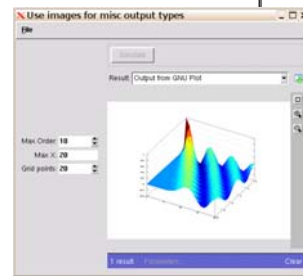 Use images for misc output types
File
Simulate
Result: Output from GNU Plot
Max Order: 10
Max X: 20
Grid points: 20
1 result
Parameters...
Clear